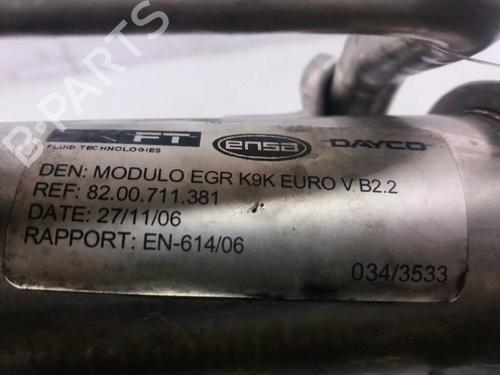 FT ensa DAYCO
FLUID TECHNOLOGIES
DEN: MODULO EGR K9K EURO V. B2.2
REF: 82.00.711.381
DATE: 27/11/06
RAPPORT: EN-614/06
034/3533
B-PARTS